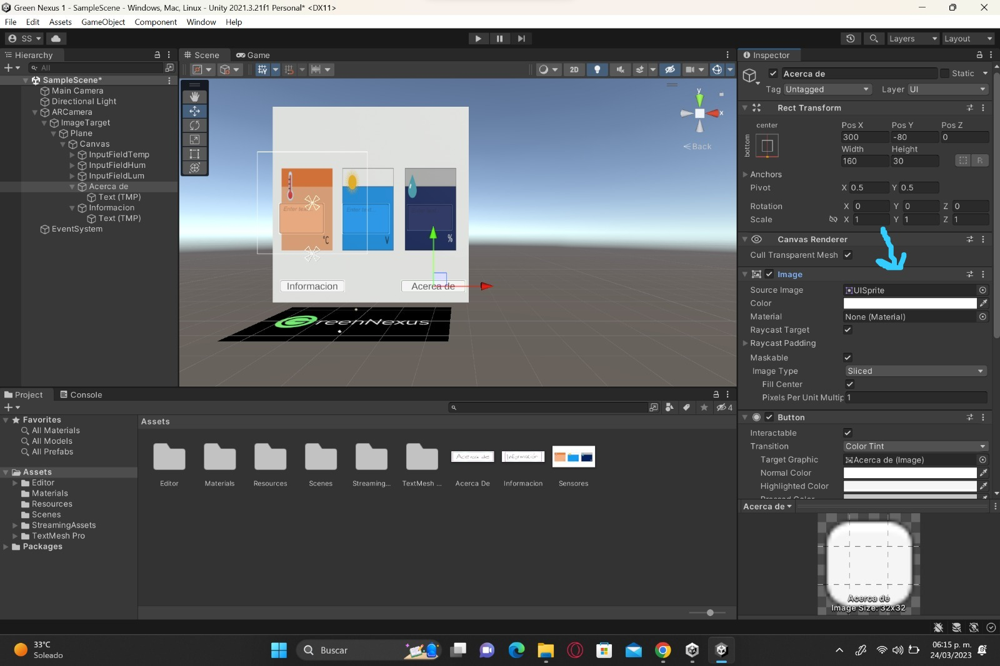 Green Nexus 1 - SampleScene - Windows, Mac, Linux - Unity 2021.3.21f1 Personal* <DX11>
File Edit Assets GameObject Component Window Help
SS Layers Layout
Hierarchy
All
SampleScene*
Main Camera
Directional Light
ARCamera
ImageTarget
Plane
Canvas
InputFieldTemp
InputFieldHum
InputFieldLum
Acerca de
Text (TMP)
Informacion
Text (TMP)
EventSystem
Scene Game
2D
y
x
Back
Enter text...
Enter text...
°C
V
%
Informacion
Acerca de
GreenNexus
Inspector
Acerca de Static
Tag Untagged Layer UI
Rect Transform
center
bottom
Pos X Pos Y Pos Z
300 -80 0
Width Height
160 30 R
Anchors
Pivot X 0.5 Y 0.5
Rotation X 0 Y 0 Z 0
Scale X 1 Y 1 Z 1
Canvas Renderer
Cull Transparent Mesh
Image
Source Image UISprite
Color
Material None (Material)
Raycast Target
Raycast Padding
Maskable
Image Type Sliced
Fill Center
Pixels Per Unit Multip 1
Button
Interactable
Transition Color Tint
Target Graphic Acerca de (Image)
Normal Color
Highlighted Color
Pressed Color
Acerca de
Acerca de
Image Size: 32x32
Project Console
4
Favorites
All Materials
All Models
All Prefabs
Assets
Editor
Materials
Resources
Scenes
StreamingAssets
TextMesh Pro
Packages
Assets
Acerca de Información
Editor Materials Resources Scenes Streaming... TextMesh ... Acerca De Informacion Sensores
33°C
Soleado
Buscar
06:15 p. m.
24/03/2023